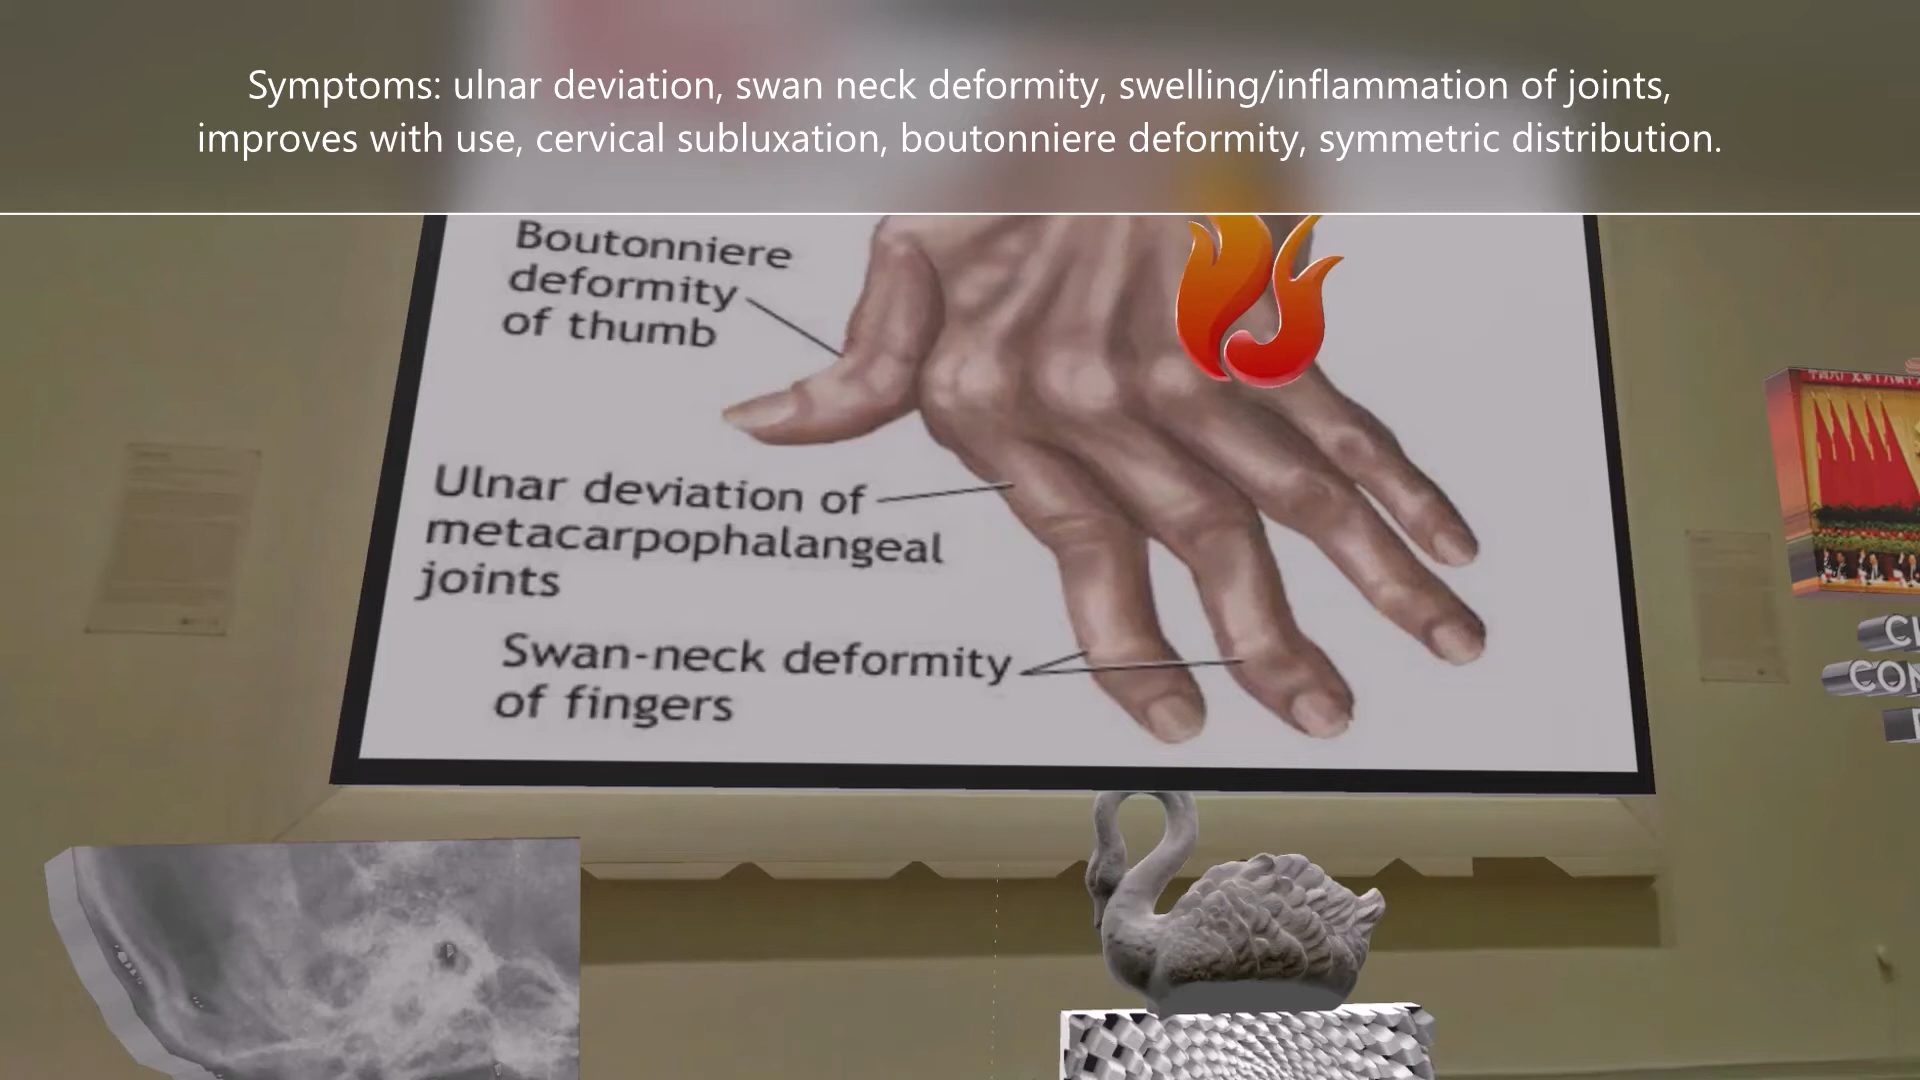 Symptoms: ulnar deviation, swan neck deformity, swelling/inflammation of joints,
improves with use, cervical subluxation, boutonniere deformity, symmetric distribution.
Boutonniere
deformity
of thumb
Ulnar deviation of
metacarpophalangeal
joints
Swan-neck deformity
of fingers